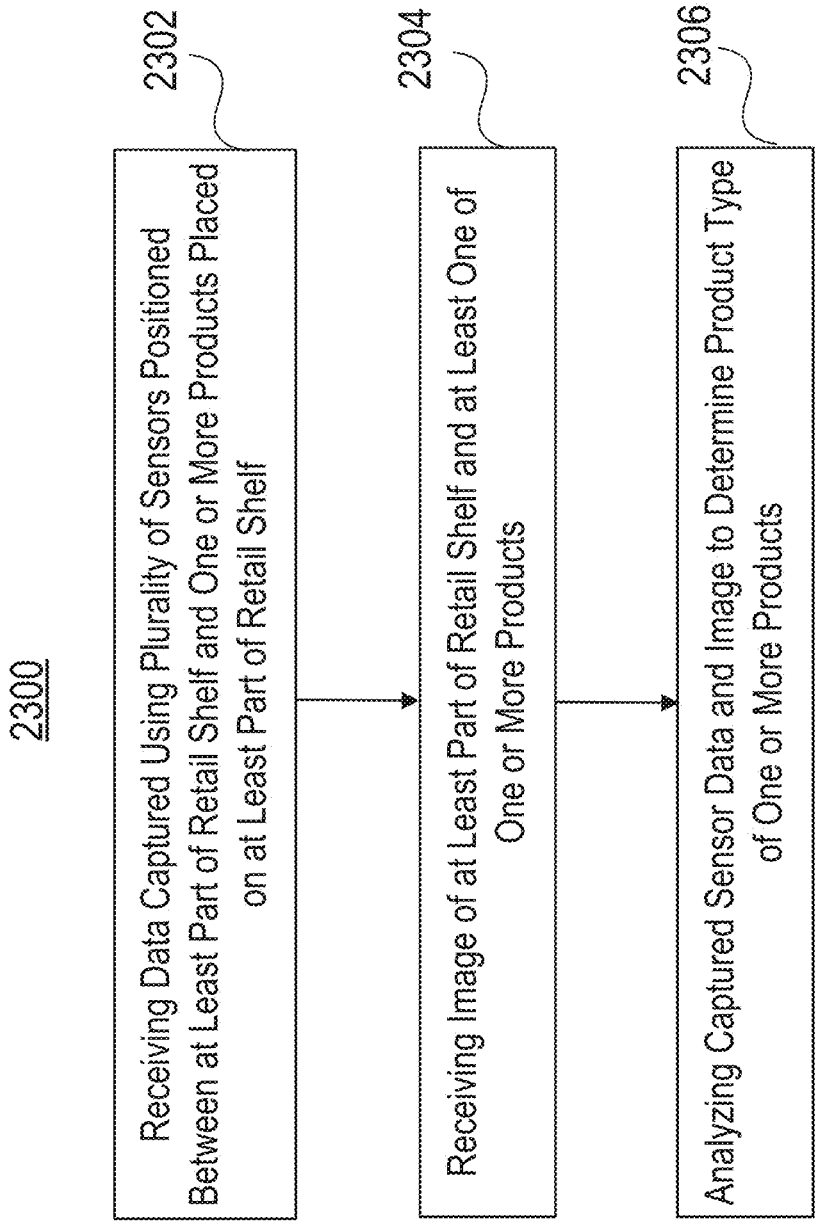 2300
Receiving Data Captured Using Plurality of Sensors Positioned
Between at Least Part of Retail Shelf and One or More Products Placed
on at Least Part of Retail Shelf
2302
Receiving Image of at Least Part of Retail Shelf and at Least One of
One or More Products
2304
Analyzing Captured Sensor Data and Image to Determine Product Type
of One or More Products
2306